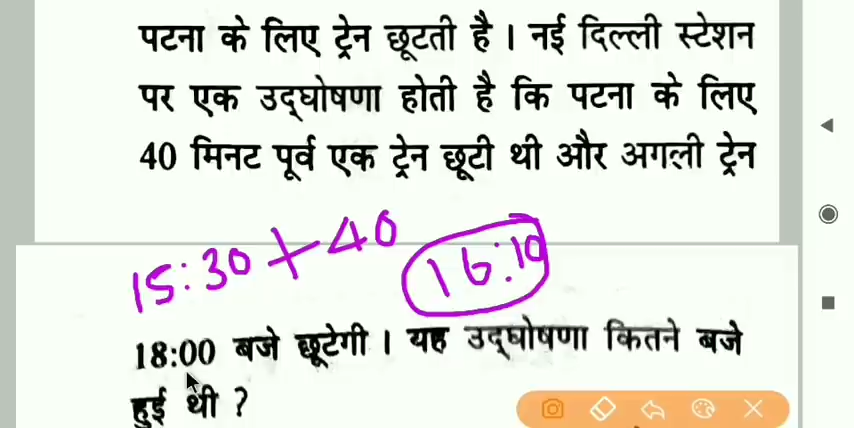 पटना के लिए ट्रेन छूटती है । नई दिल्ली स्टेशन
पर एक उद्घोषणा होती है कि पटना के लिए
40 मिनट पूर्व एक ट्रेन छूटी थी और अगली ट्रेन
15:30 + 40 16:10
18:00 बजे छूटेगी । यह उद्घोषणा कितने बजे
हुई थी ?